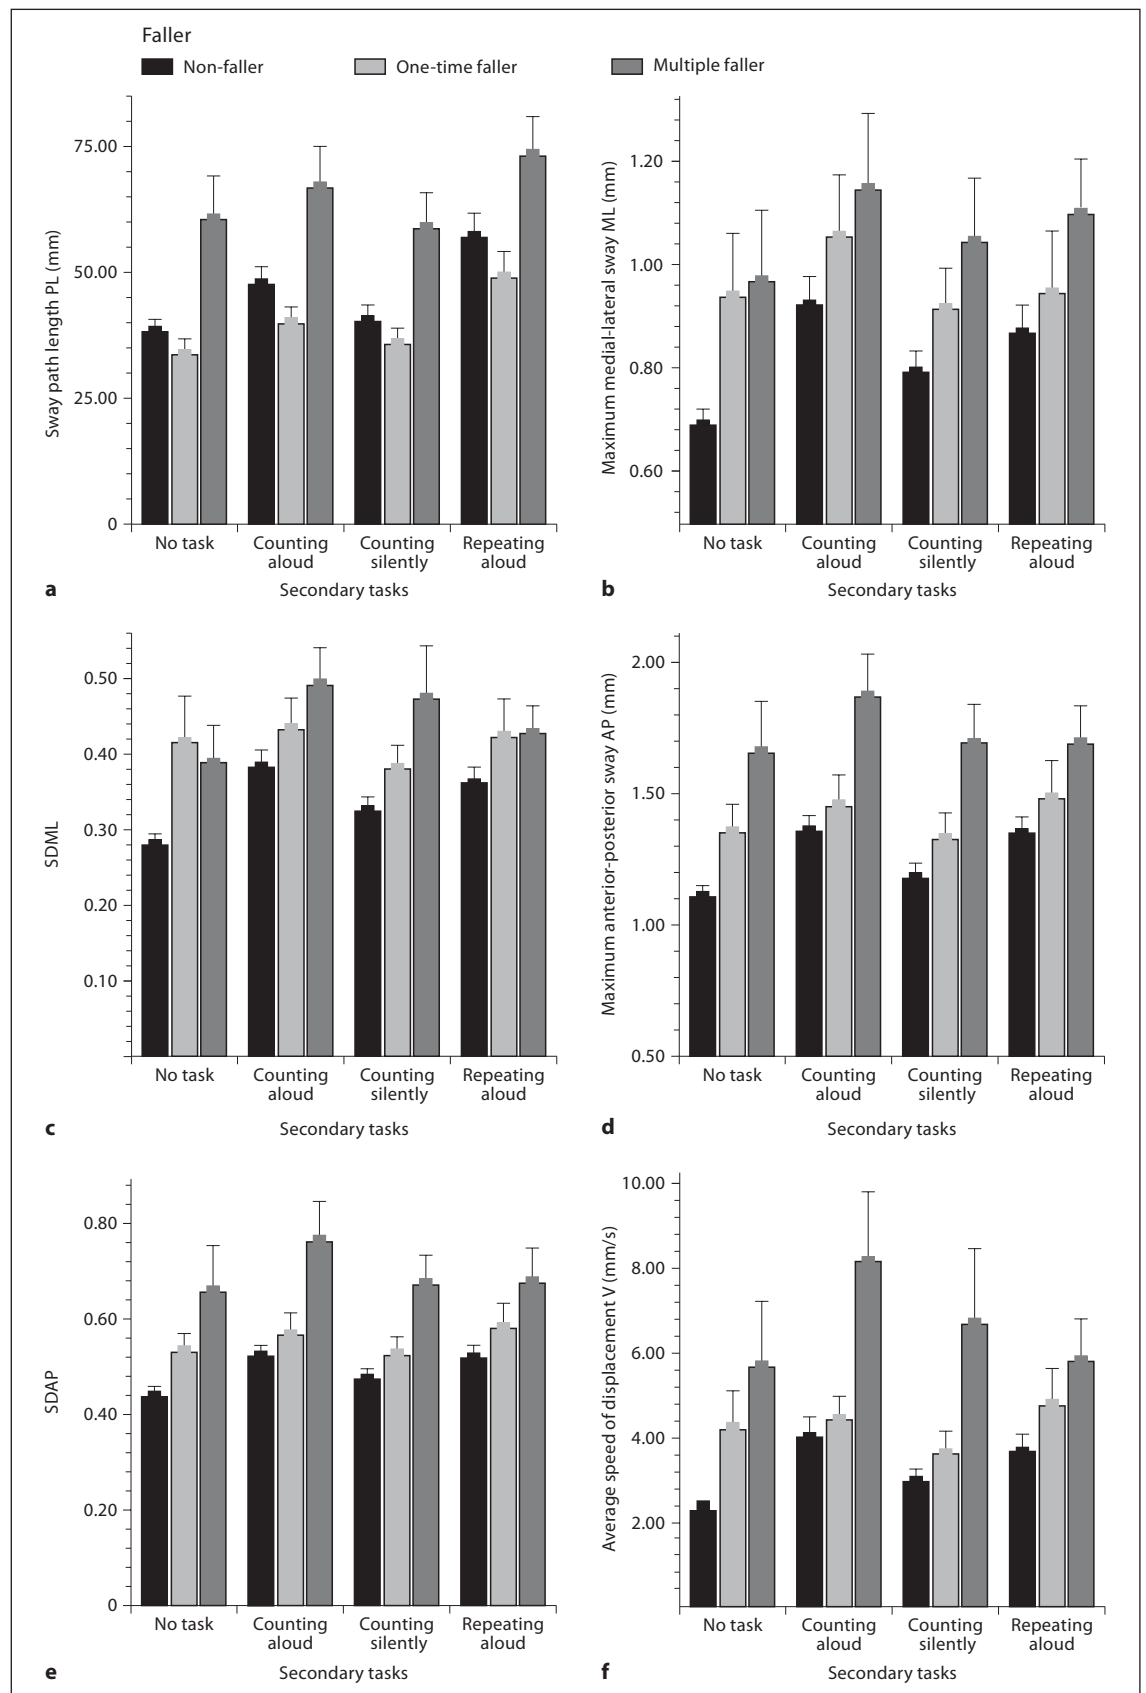 Faller
Non-faller One-time faller Multiple faller
Sway path length PL (mm)
75.00
50.00
25.00
0
No task Counting aloud Counting silently Repeating aloud
a
Secondary tasks
Maximum medial-lateral sway ML (mm)
1.20
1.00
0.80
0.60
No task Counting aloud Counting silently Repeating aloud
b
Secondary tasks
SDML
0.50
0.40
0.30
0.20
0.10
No task Counting aloud Counting silently Repeating aloud
c
Secondary tasks
Maximum anterior-posterior sway AP (mm)
2.00
1.50
1.00
0.50
No task Counting aloud Counting silently Repeating aloud
d
Secondary tasks
SDAP
0.80
0.60
0.40
0.20
0
No task Counting aloud Counting silently Repeating aloud
e
Secondary tasks
Average speed of displacement V (mm/s)
10.00
8.00
6.00
4.00
2.00
No task Counting aloud Counting silently Repeating aloud
f
Secondary tasks